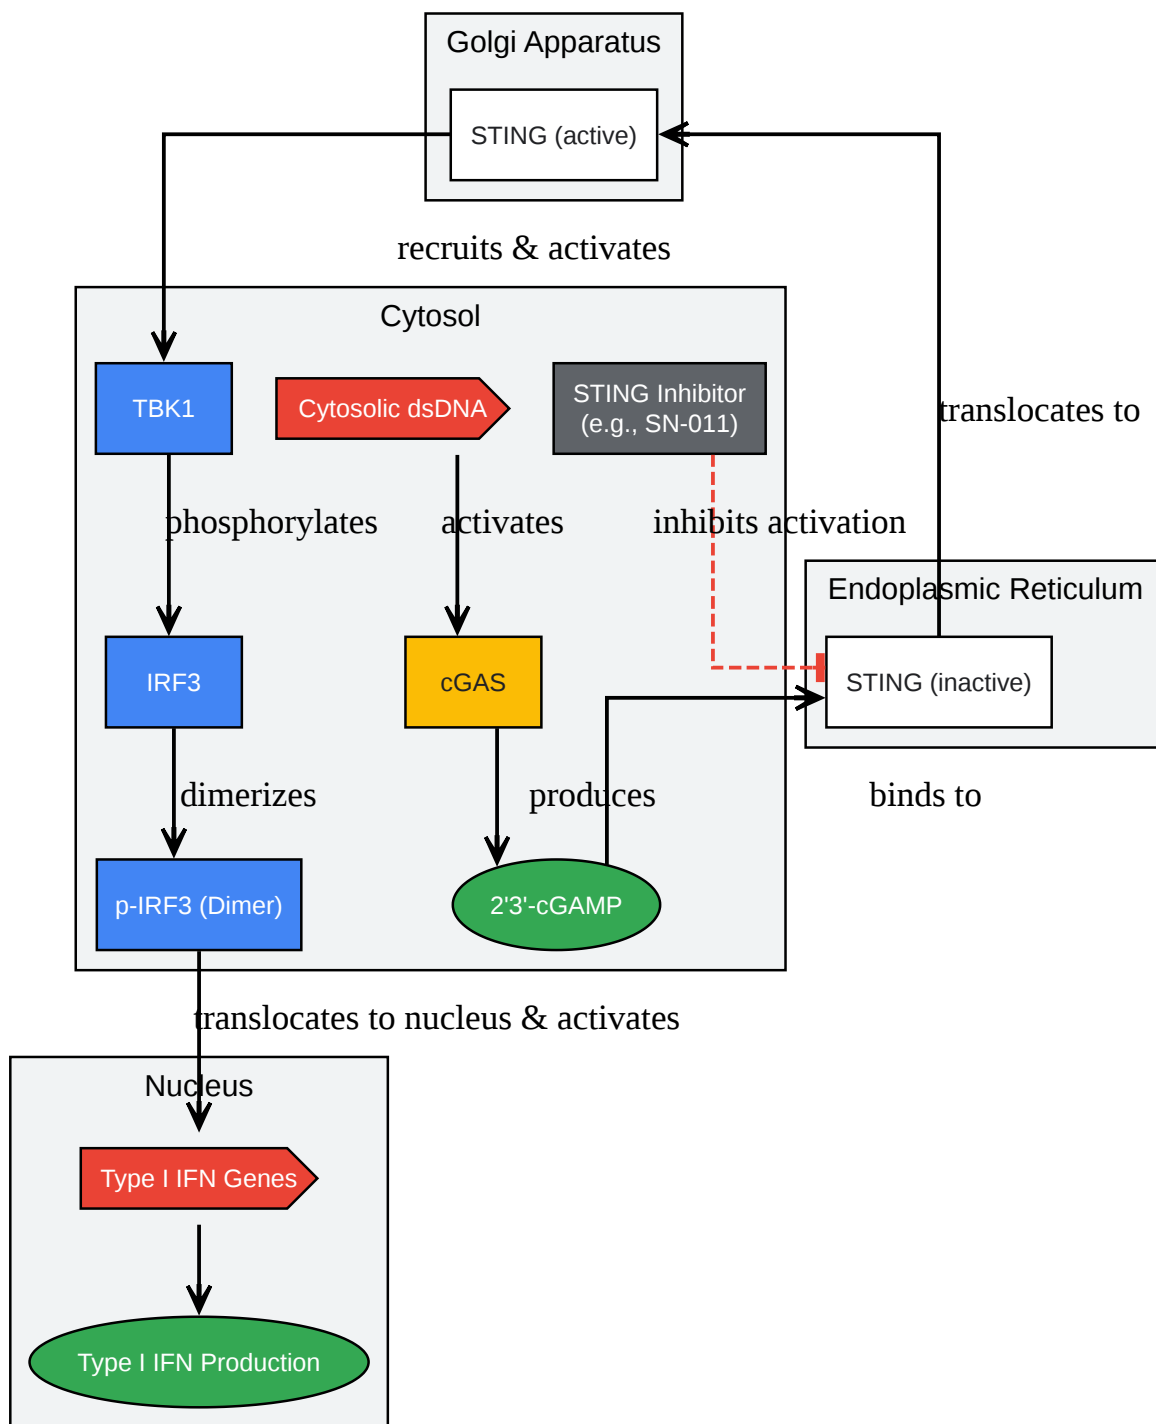 Golgi Apparatus
STING (active)
recruits & activates
Cytosol
TBK1
Cytosolic dsDNA
STING Inhibitor
(e.g., SN-011)
translocates to
phosphorylates
activates
inhibits activation
Endoplasmic Reticulum
IRF3
cGAS
STING (inactive)
dimerizes
produces
binds to
p-IRF3 (Dimer)
2'3'-cGAMP
translocates to nucleus & activates
Nucleus
Type I IFN Genes
Type I IFN Production